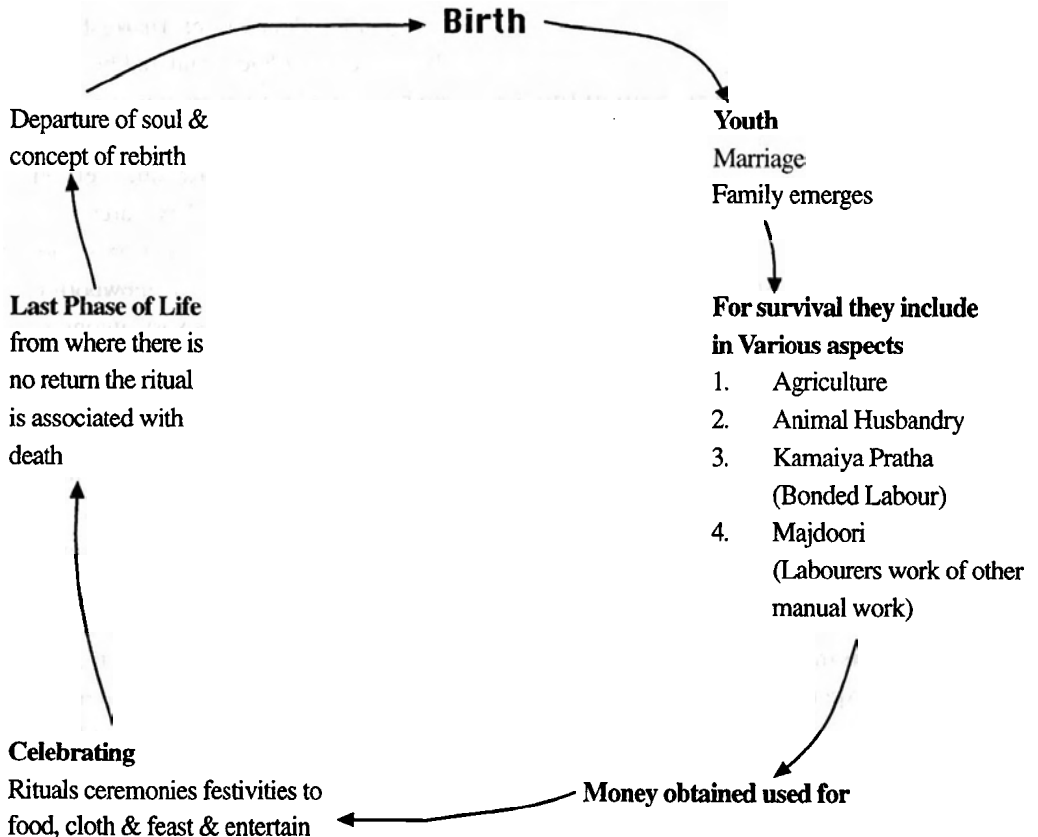 Birth
Youth
Marriage
Family emerges
For survival they include
in Various aspects
1. Agriculture
2. Animal Husbandry
3. Kamaiya Pratha
(Bonded Labour)
4. Majdoori
(Labourers work of other
manual work)
Money obtained used for
Celebrating
Rituals ceremonies festivities to
food, cloth & feast & entertain
Last Phase of Life
from where there is
no return the ritual
is associated with
death
Departure of soul &
concept of rebirth